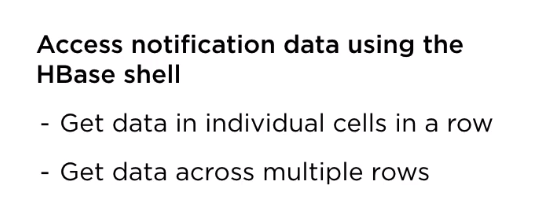 Access notification data using the
HBase shell
- Get data in individual cells in a row
- Get data across multiple rows